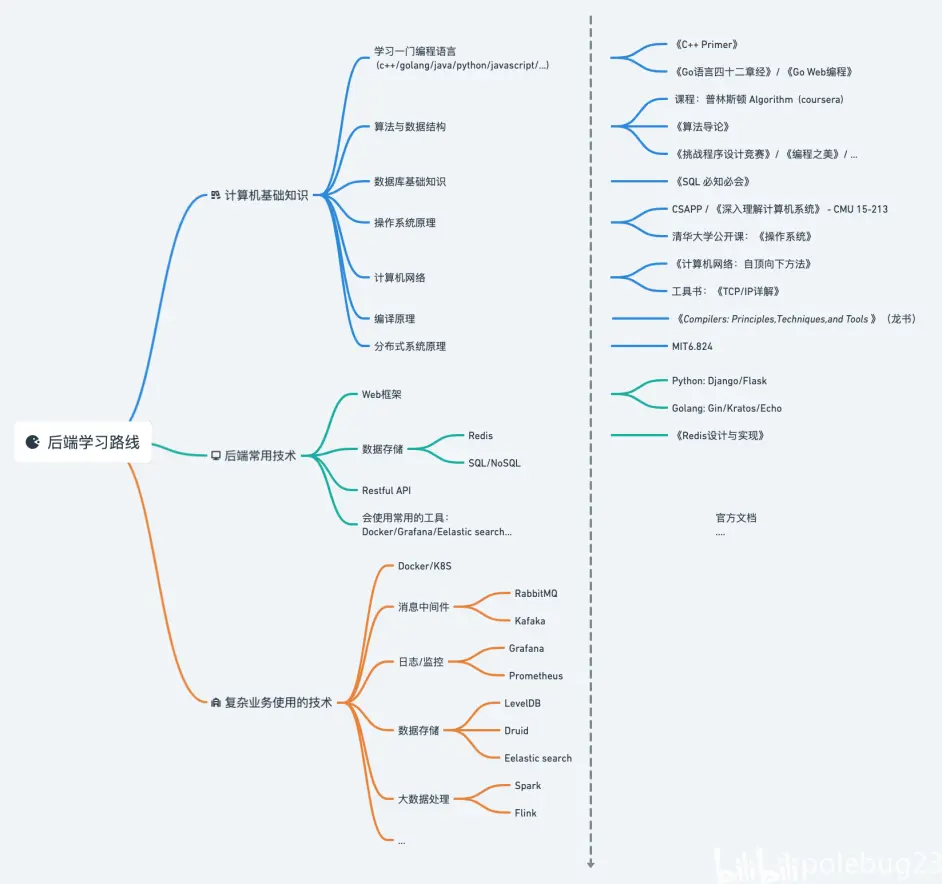 学习一门编程语言
(c++/golang/java/python/javascript/...)
《C++ Primer》
《Go语言四十二章经》/ 《Go Web编程》
算法与数据结构
课程：普林斯顿 Algorithm (coursera)
《算法导论》
《挑战程序设计竞赛》/ 《编程之美》/ ...
计算机基础知识
数据库基础知识
《SQL 必知必会》
操作系统原理
CSAPP / 《深入理解计算机系统》 - CMU 15-213
清华大学公开课：《操作系统》
计算机网络
《计算机网络：自顶向下方法》
工具书：《TCP/IP详解》
编译原理
《Compilers: Principles,Techniques,and Tools 》（龙书）
分布式系统原理
MIT6.824
后端学习路线
后端常用技术
Web框架
Python: Django/Flask
Golang: Gin/Kratos/Echo
数据存储
Redis
SQL/NoSQL
《Redis设计与实现》
Restful API
会使用常用的工具：
Docker/Grafana/Eelastic search...
官方文档
....
复杂业务使用的技术
Docker/K8S
消息中间件
RabbitMQ
Kafaka
日志/监控
Grafana
Prometheus
数据存储
LevelDB
Druid
Eelastic search
大数据处理
Spark
Flink
...
bilibili polebug23